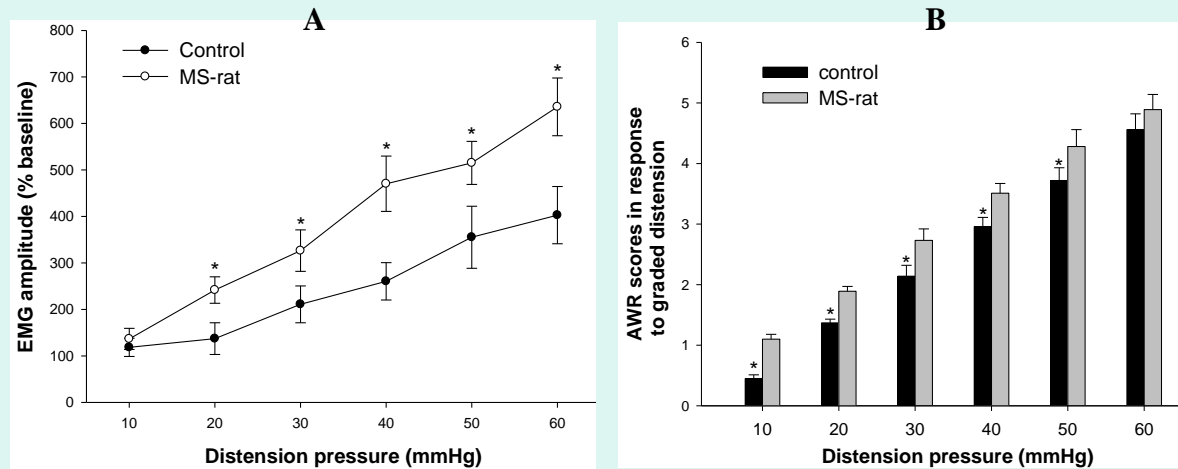 A
EMG amplitude (% baseline)
800
700
600
500
400
300
200
100
0
Control
MS-rat
*
*
*
*
*
10 20 30 40 50 60
Distension pressure (mmHg)
B
AWR scores in response
to graded distension
6
5
4
3
2
1
0
control
MS-rat
*
*
*
*
*
10 20 30 40 50 60
Distension pressure (mmHg)